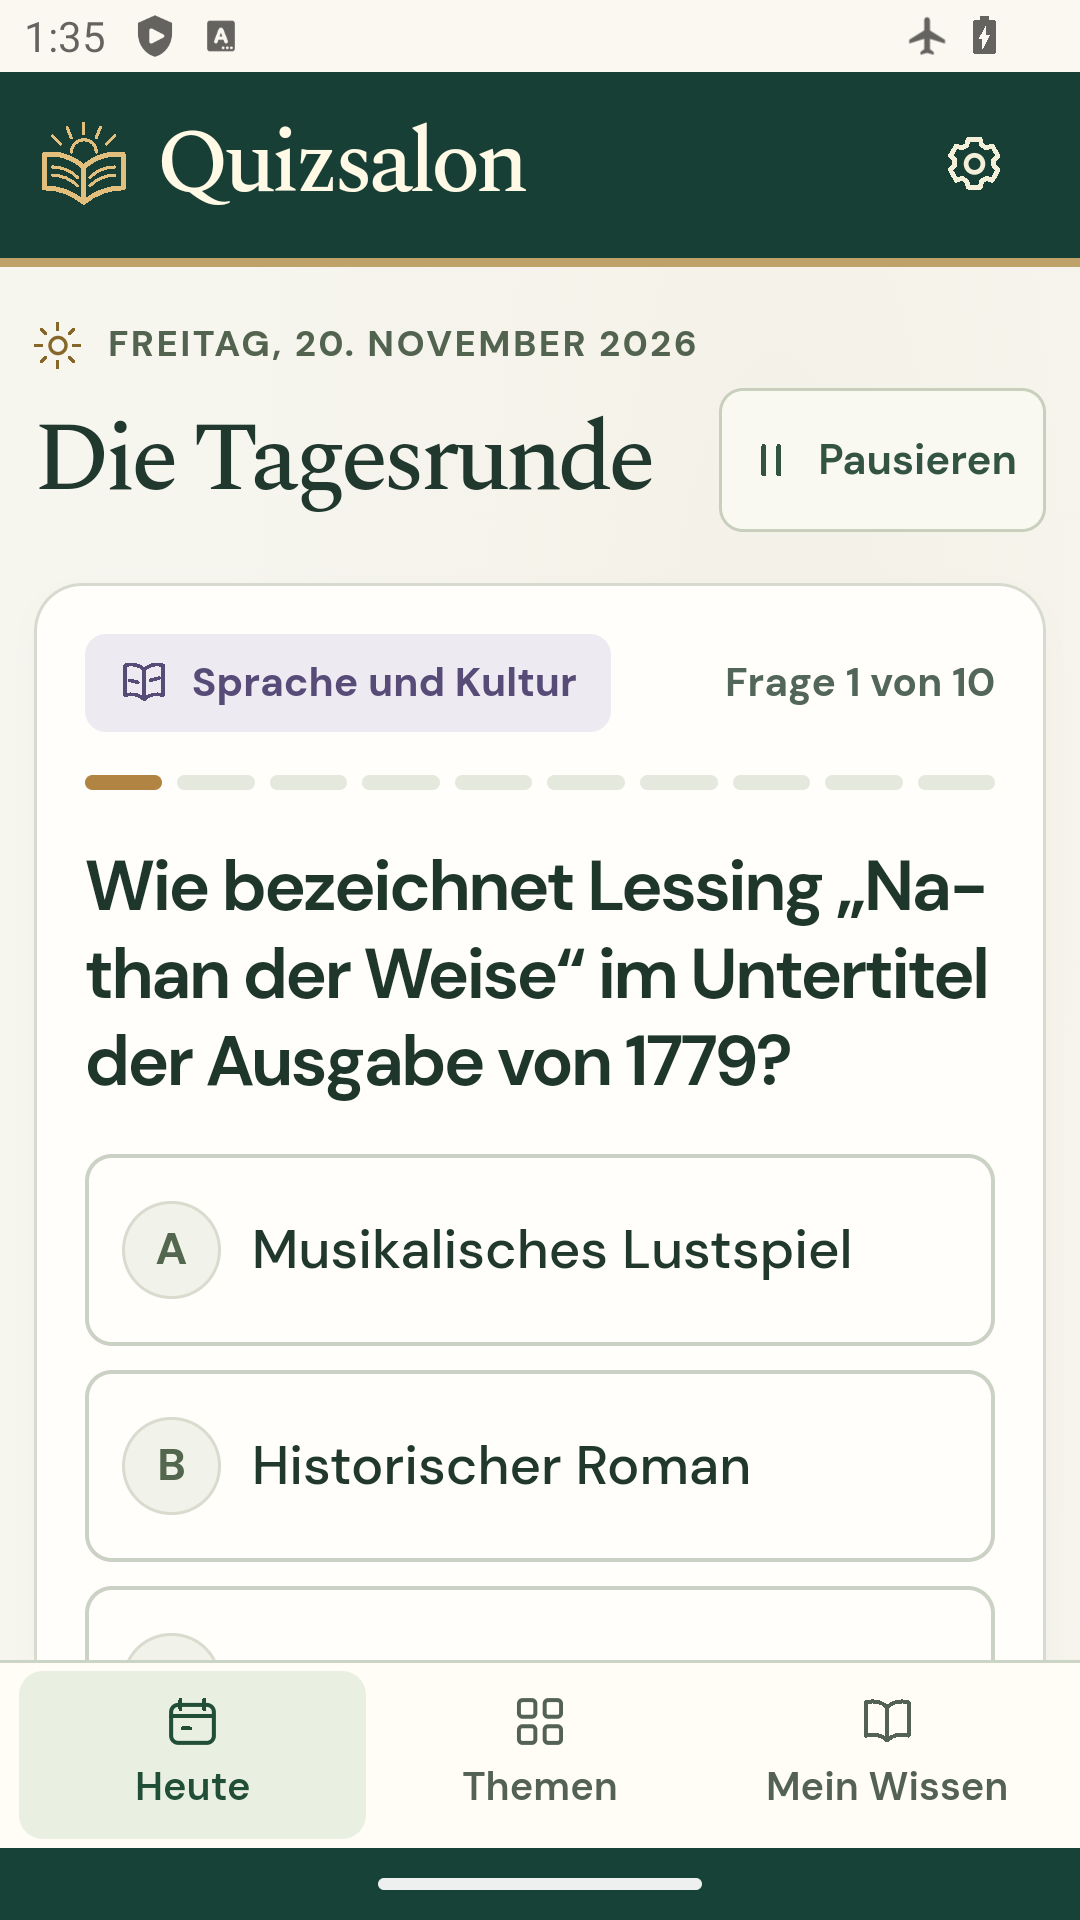 1:35
Quizsalon
FREITAG, 20. NOVEMBER 2026
Die Tagesrunde
Pausieren
Sprache und Kultur
Frage 1 von 10
Wie bezeichnet Lessing „Na-
than der Weise“ im Untertitel
der Ausgabe von 1779?
A Musikalisches Lustspiel
B Historischer Roman
Heute
Themen
Mein Wissen